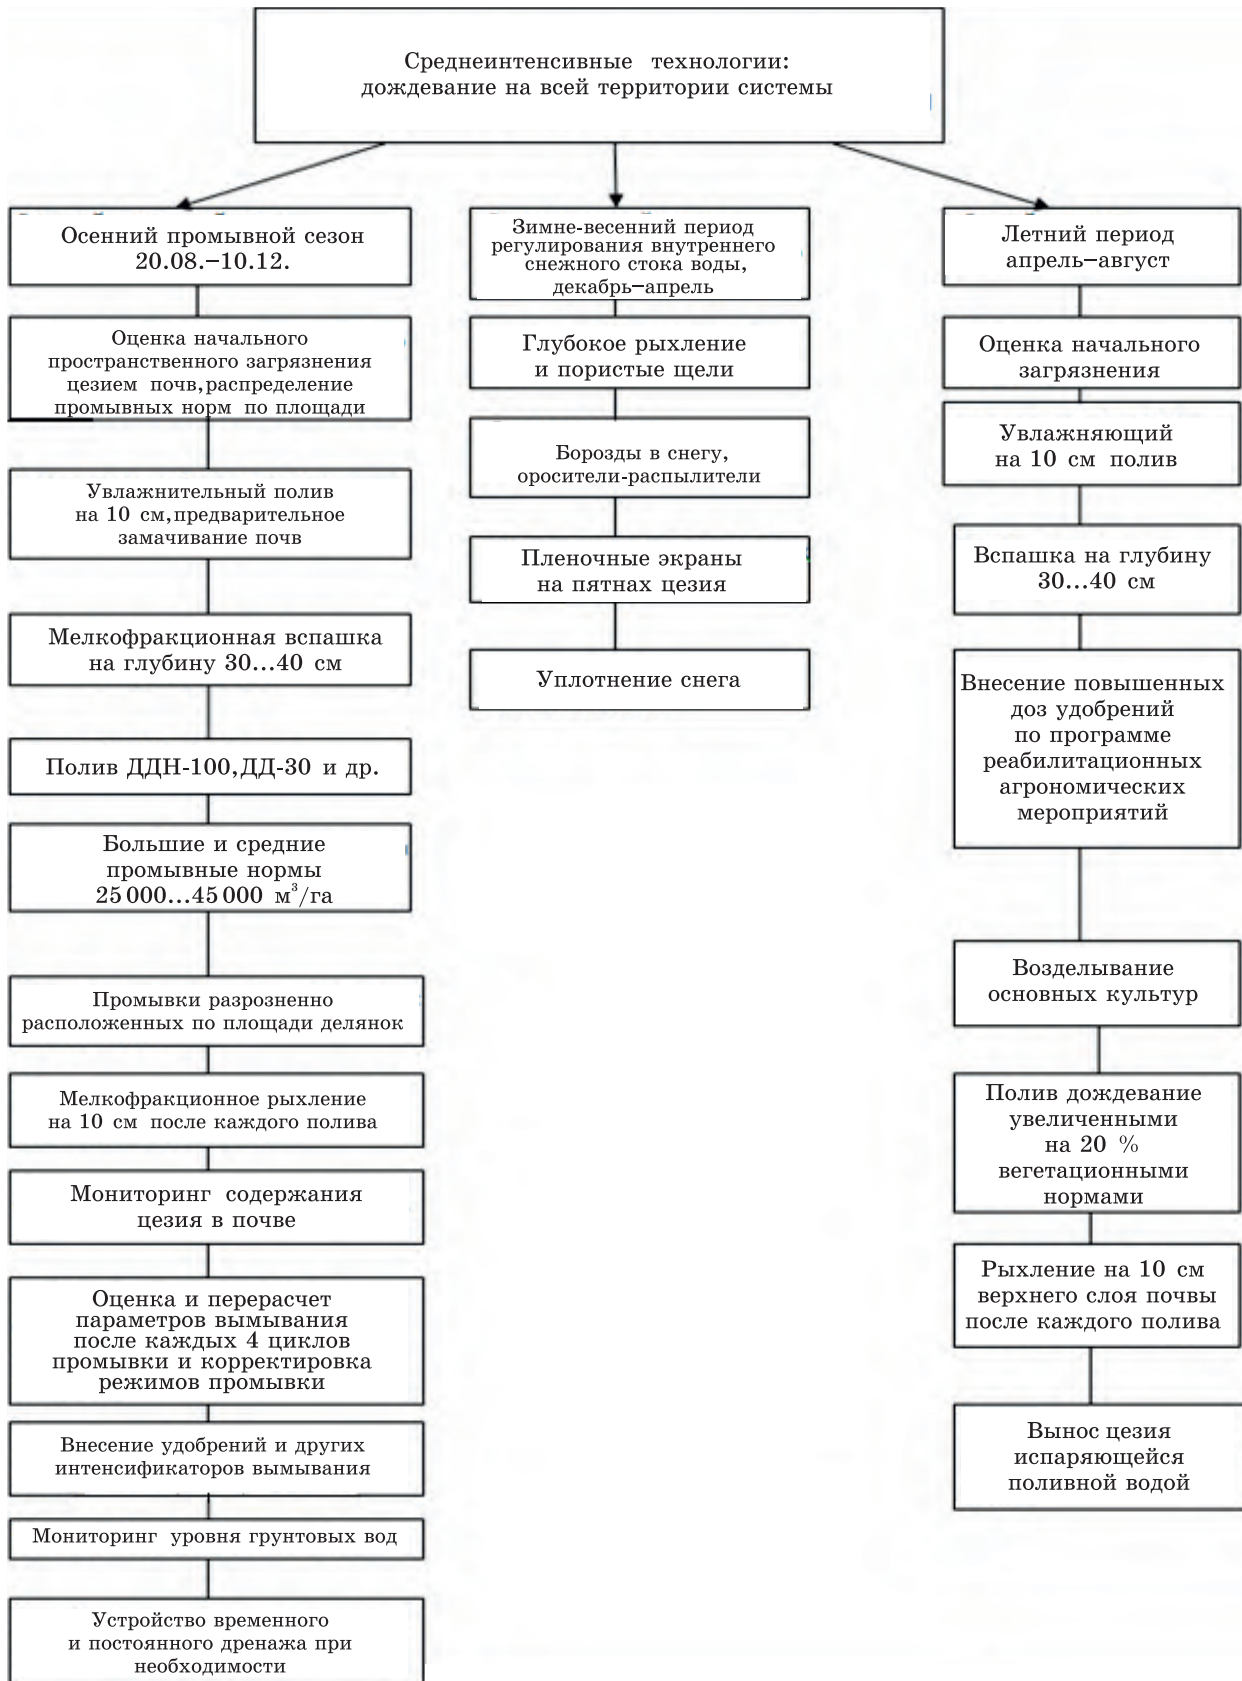 Среднеинтенсивные технологии:
дождевание на всей территории системы
Осенний промывной сезон
20.08.–10.12.
Оценка начального
пространственного загрязнения
цезием почв,распределение
промывных норм по площади
Увлажнительный полив
на 10 см,предварительное
замачивание почв
Мелкофракционная вспашка
на глубину 30...40 см
Полив ДДН-100,ДД-30 и др.
Большие и средние
промывные нормы
25 000...45 000 м³/га
Промывки разрозненно
расположенных по площади делянок
Мелкофракционное рыхление
на 10 см после каждого полива
Мониторинг содержания
цезия в почве
Оценка и перерасчет
параметров вымывания
после каждых 4 циклов
промывки и корректировка
режимов промывки
Внесение удобрений и других
интенсификаторов вымывания
Мониторинг уровня грунтовых вод
Устройство временного
и постоянного дренажа при
необходимости
Зимне-весенний период
регулирования внутреннего
снежного стока воды,
декабрь–апрель
Глубокое рыхление
и пористые щели
Борозды в снегу,
оросители-распылители
Пленочные экраны
на пятнах цезия
Уплотнение снега
Летний период
апрель–август
Оценка начального
загрязнения
Увлажняющий
на 10 см полив
Вспашка на глубину
30...40 см
Внесение повышенных
доз удобрений
по программе
реабилитационных
агрономических
мероприятий
Возделывание
основных культур
Полив дождевание
увеличенными
на 20 %
вегетационными
нормами
Рыхление на 10 см
верхнего слоя почвы
после каждого полива
Вынос цезия
испаряющейся
поливной водой